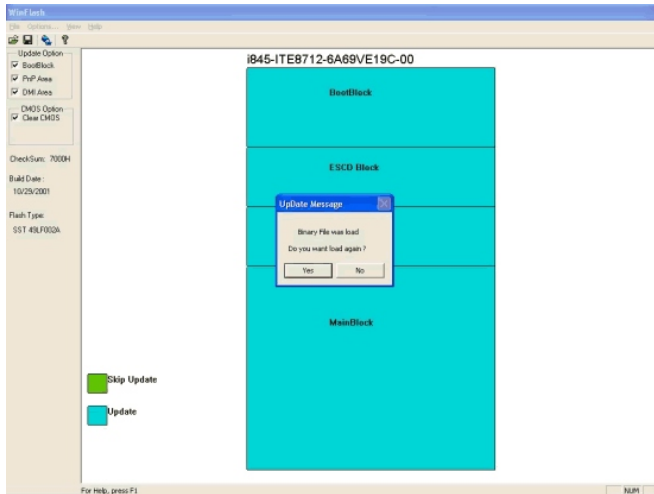 WinFlash
File Options... View Help
Update Option
BootBlock
PnP Area
DMI Area
CMOS Option
Clear CMOS
CheckSum: 7000H
Build Date :
10/29/2001
Flash Type:
SST 49LF002A
i845-ITE8712-6A69VE19C-00
BootBlock
ESCD Block
UpDate Message
Binary File was load
Do you want load again ?
Yes No
MainBlock
Skip Update
Update
For Help, press F1
NUM